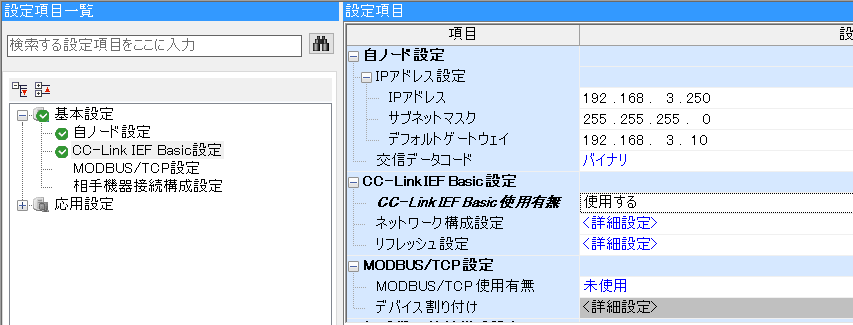 設定項目一覧
検索する設定項目をここに入力
基本設定
自ノード設定
CC-Link IEF Basic設定
MODBUS/TCP設定
相手機器接続構成設定
応用設定
設定項目
項目
自ノード設定
IPアドレス設定
IPアドレス 192 .168 . 3 .250
サブネットマスク 255 .255 .255 . 0
デフォルトゲートウェイ 192 .168 . 3 . 10
交信データコード バイナリ
CC-Link IEF Basic設定
CC-Link IEF Basic使用有無 使用する
ネットワーク構成設定 <詳細設定>
リフレッシュ設定 <詳細設定>
MODBUS/TCP設定
MODBUS/TCP使用有無 未使用
デバイス割り付け <詳細設定>